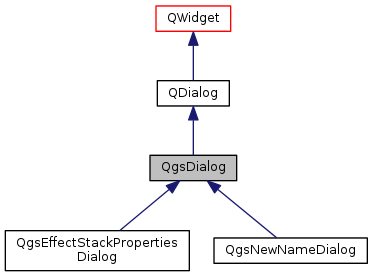 QWidget
QDialog
QgsDialog
QgsEffectStackProperties
Dialog
QgsNewNameDialog